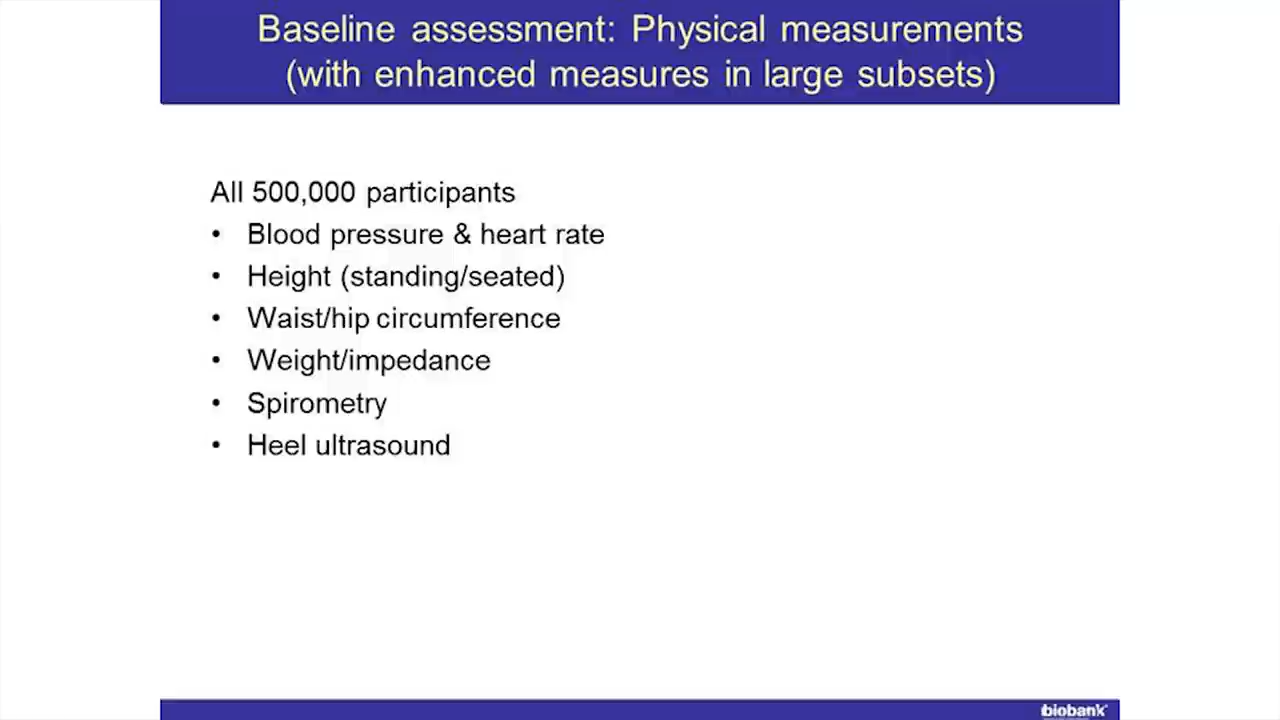 Baseline assessment: Physical measurements
(with enhanced measures in large subsets)
All 500,000 participants
• Blood pressure & heart rate
• Height (standing/seated)
• Waist/hip circumference
• Weight/impedance
• Spirometry
• Heel ultrasound
biobank